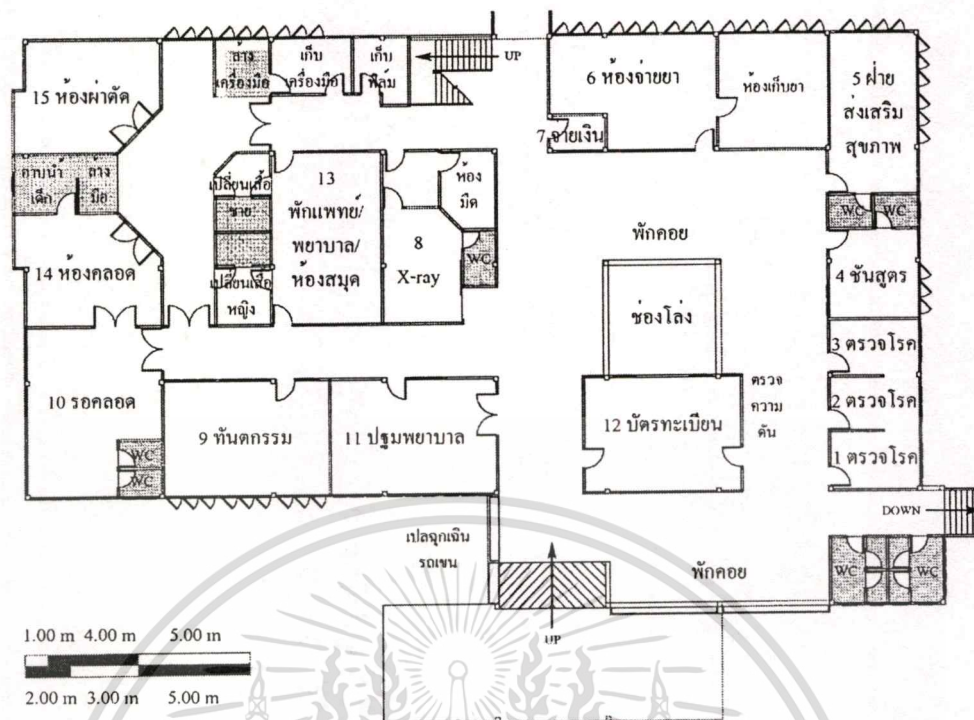 ล้าง
เครื่องมือ
เก็บ
เครื่องมือ
เก็บ
ฟิล์ม
UP
6 ห้องจ่ายยา
ห้องเก็บยา
5 ฝ่าย
ส่งเสริม
สุขภาพ
15 ห้องผ่าตัด
7 จ่ายเงิน
อาบน้ำ
เด็ก
ล้าง
มือ
เปลี่ยนเสื้อ
ชาย
13
พักแพทย์/
พยาบาล/
ห้องสมุด
ห้อง
มืด
8
X-ray
WC
พักคอย
WC
WC
14 ห้องคลอด
เปลี่ยนเสื้อ
หญิง
4 ชันสูตร
ช่องโล่ง
3 ตรวจโรค
10 รอคลอด
ตรวจ
ความ
ดัน
2 ตรวจโรค
9 ทันตกรรม
11 ปฐมพยาบาล
12 บัตรทะเบียน
1 ตรวจโรค
WC
WC
DOWN
เปลฉุกเฉิน
รถเขน
พักคอย
WC
WC
UP
1.00 m 4.00 m 5.00 m
2.00 m 3.00 m 5.00 m